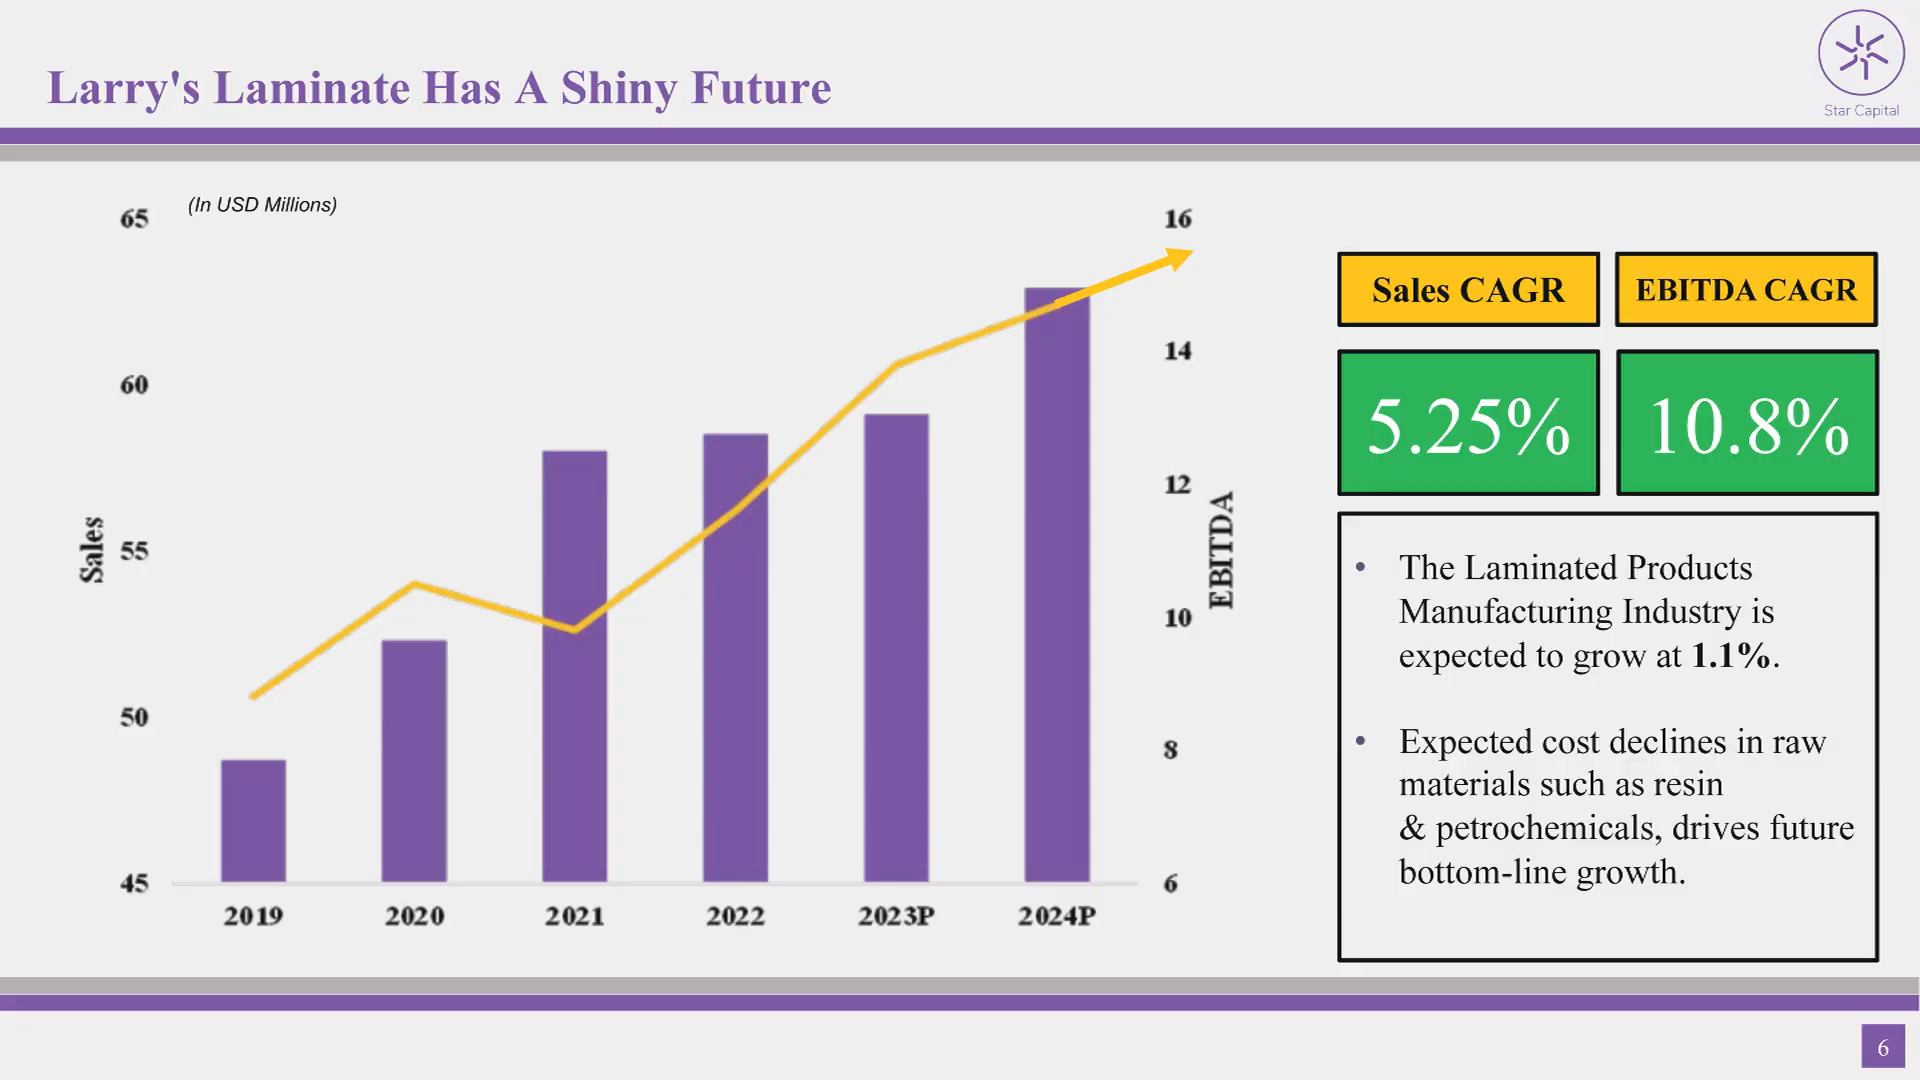 Larry's Laminate Has A Shiny Future
Star Capital
(In USD Millions)
65
60
55
50
45
Sales
16
14
12
10
8
6
EBITDA
2019
2020
2021
2022
2023P
2024P
Sales CAGR
EBITDA CAGR
5.25%
10.8%
• The Laminated Products
Manufacturing Industry is
expected to grow at 1.1%.
• Expected cost declines in raw
materials such as resin
& petrochemicals, drives future
bottom-line growth.
6